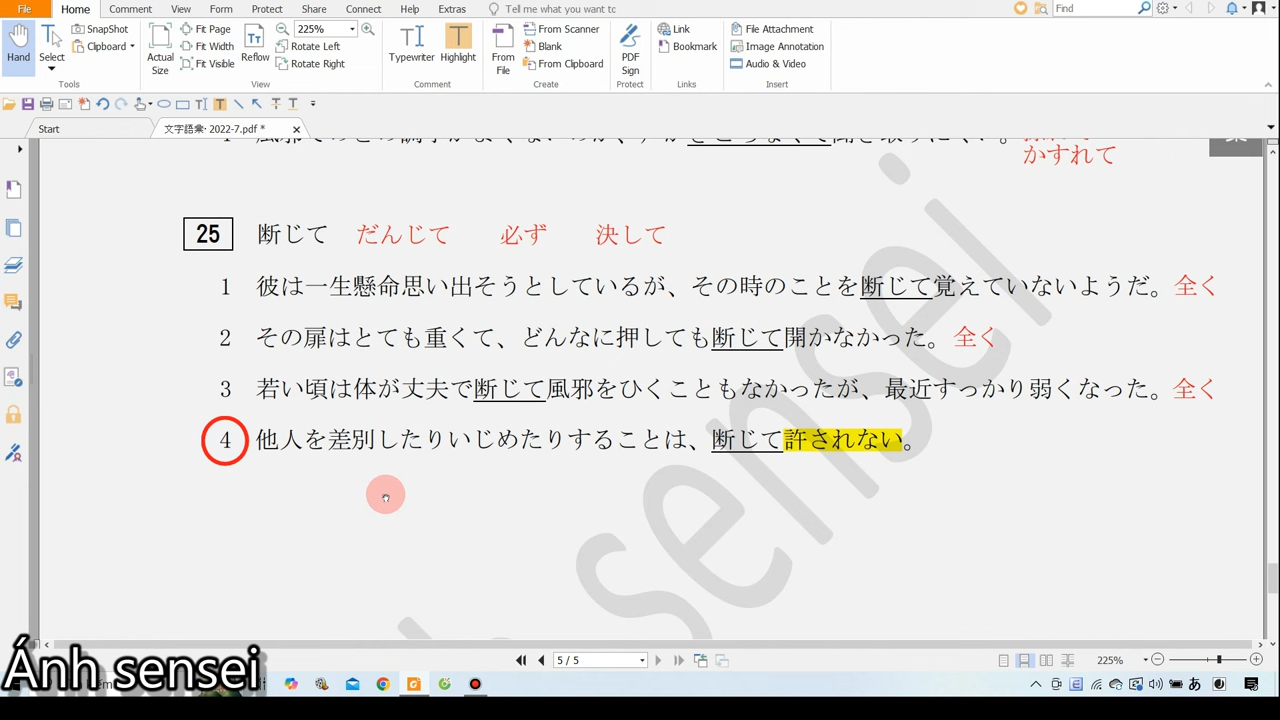 File Home Comment View Form Protect Share Connect Help Extras Tell me what you want to Find
SnapShot Fit Page 225% From Scanner Link File Attachment
Clipboard Fit Width Rotate Left Blank Bookmark Image Annotation
Hand Select Actual Size Reflow Fit Visible Rotate Right Typewriter Highlight From File From Clipboard PDF Sign Audio & Video
Tools View Comment Create Protect Links Insert
Start 文字語彙· 2022-7.pdf *
かすれて
25 断じて だんじて 必ず 決して
1 彼は一生懸命思い出そうとしているが、その時のことを断じて覚えていないようだ。全く
2 その扉はとても重くて、どんなに押しても断じて開かなかった。全く
3 若い頃は体が丈夫で断じて風邪をひくこともなかったが、最近すっかり弱くなった。全く
4 他人を差別したりいじめたりすることは、断じて許されない。
sensei
5 / 5 225%
Ánh sensei
あ